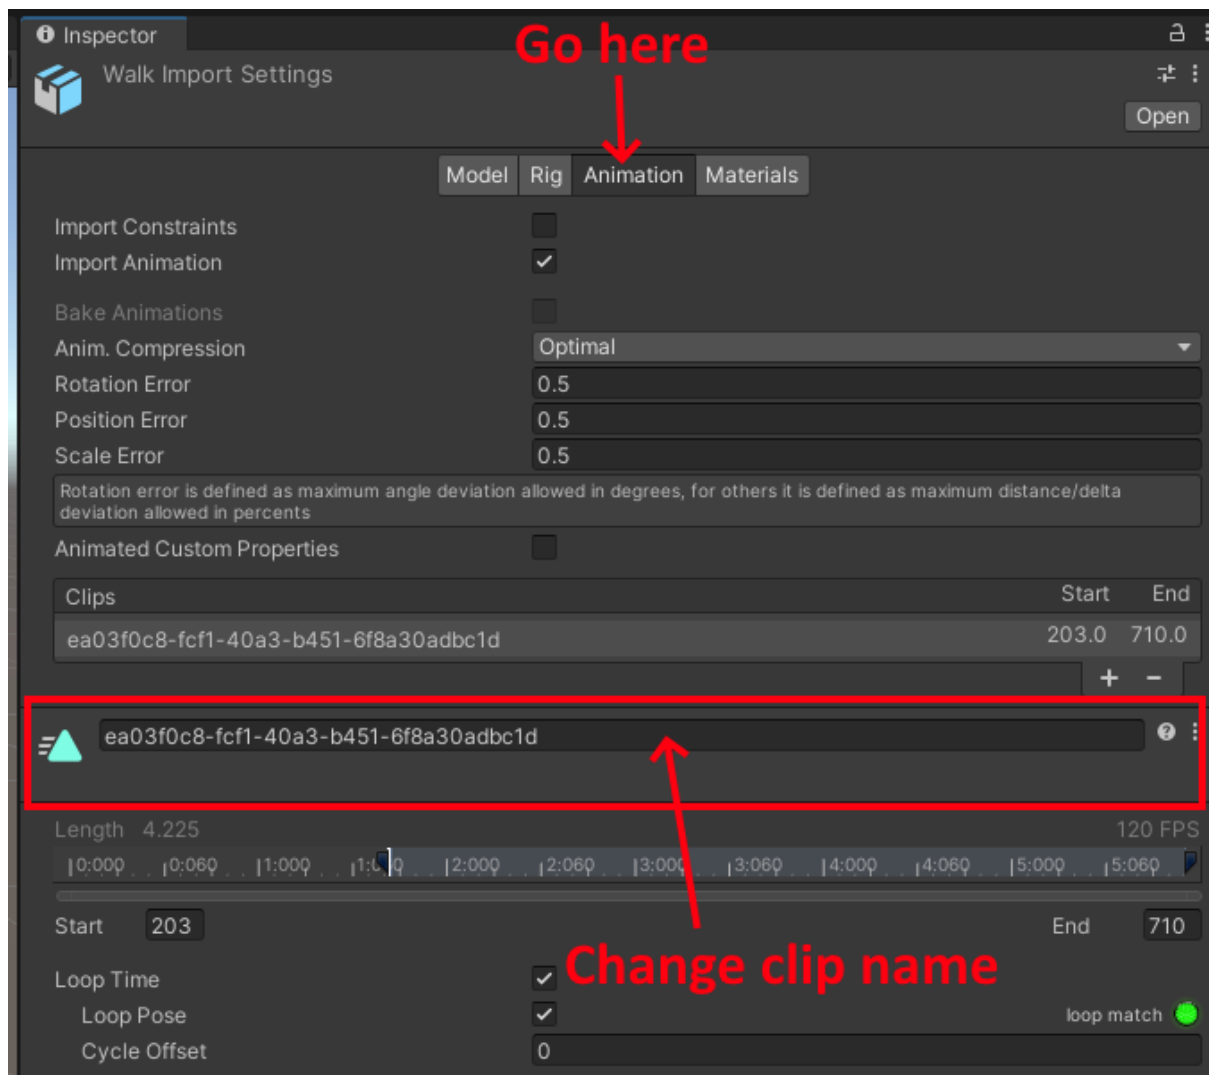 Inspector
Go here
Walk Import Settings
Open
Model Rig Animation Materials
Import Constraints
Import Animation
Bake Animations
Anim. Compression Optimal
Rotation Error 0.5
Position Error 0.5
Scale Error 0.5
Rotation error is defined as maximum angle deviation allowed in degrees, for others it is defined as maximum distance/delta
deviation allowed in percents
Animated Custom Properties
Clips Start End
ea03f0c8-fcf1-40a3-b451-6f8a30adbc1d 203.0 710.0
+ -
ea03f0c8-fcf1-40a3-b451-6f8a30adbc1d
Length 4.225 120 FPS
0:000 0:060 1:000 2:000 2:060 3:000 3:060 4:000 4:060 5:000 5:060
Start 203 End 710
Change clip name
Loop Time
Loop Pose loop match
Cycle Offset 0